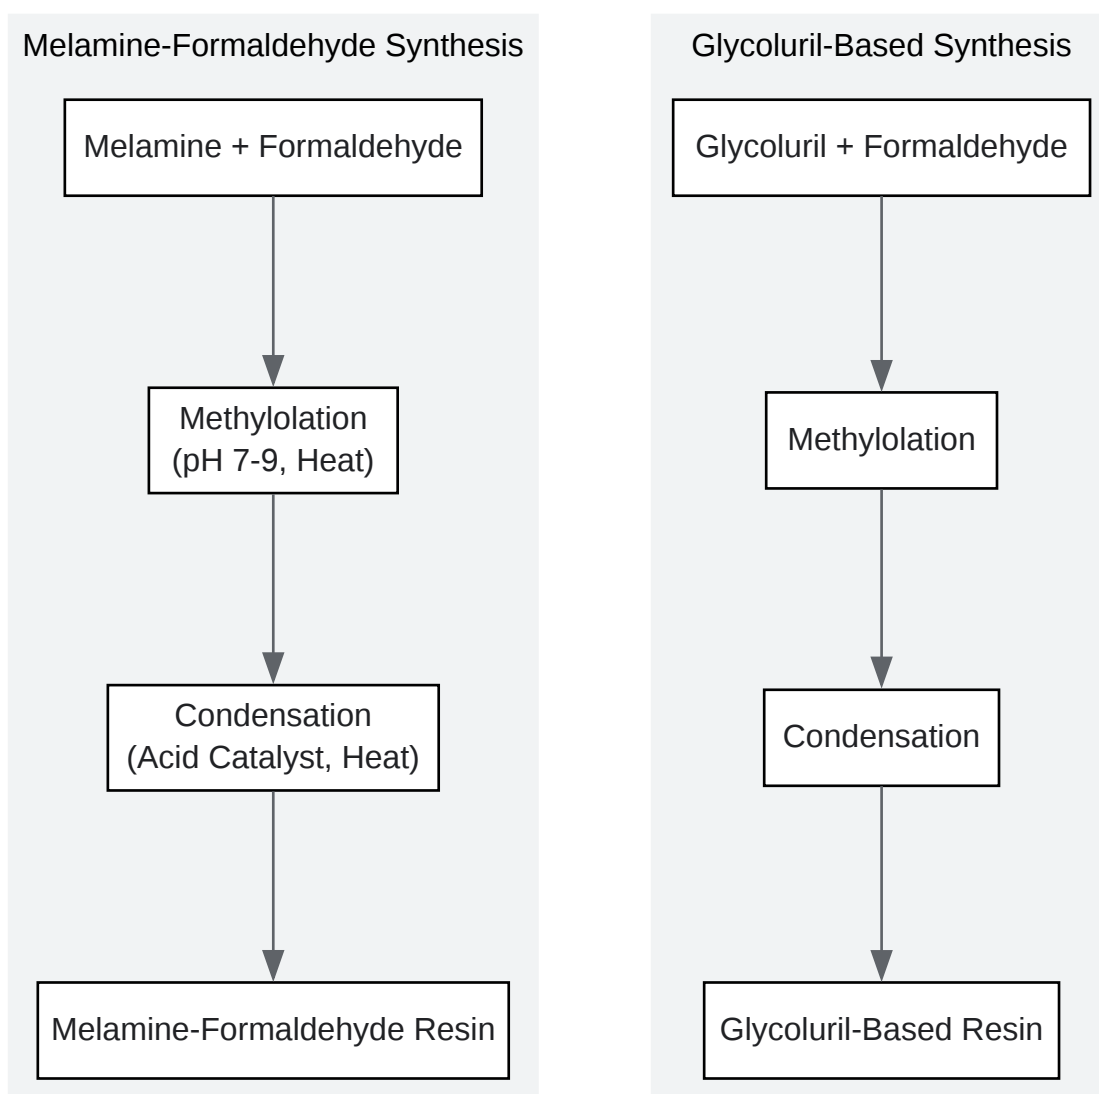 Melamine-Formaldehyde Synthesis
Melamine + Formaldehyde
Methylolation
(pH 7-9, Heat)
Condensation
(Acid Catalyst, Heat)
Melamine-Formaldehyde Resin
Glycoluril-Based Synthesis
Glycoluril + Formaldehyde
Methylolation
Condensation
Glycoluril-Based Resin